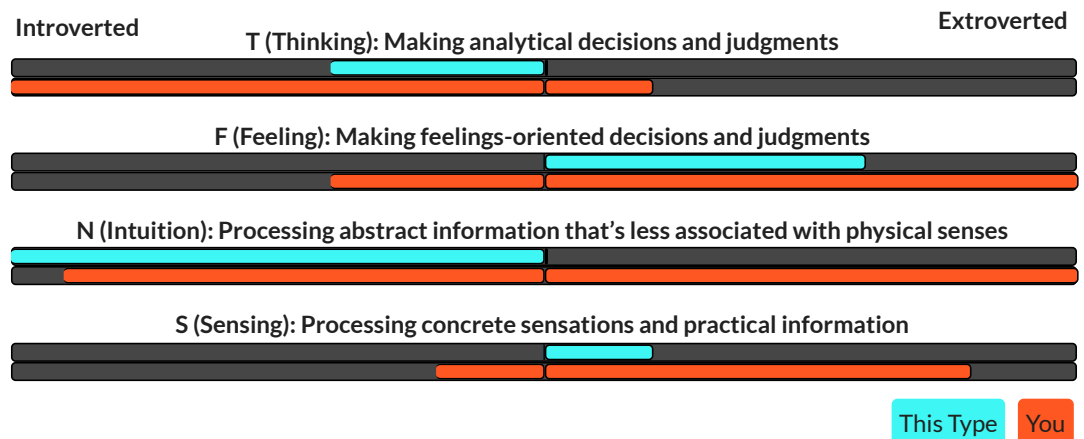 Introverted
Extroverted
T (Thinking): Making analytical decisions and judgments
F (Feeling): Making feelings-oriented decisions and judgments
N (Intuition): Processing abstract information that’s less associated with physical senses
S (Sensing): Processing concrete sensations and practical information
This Type
You